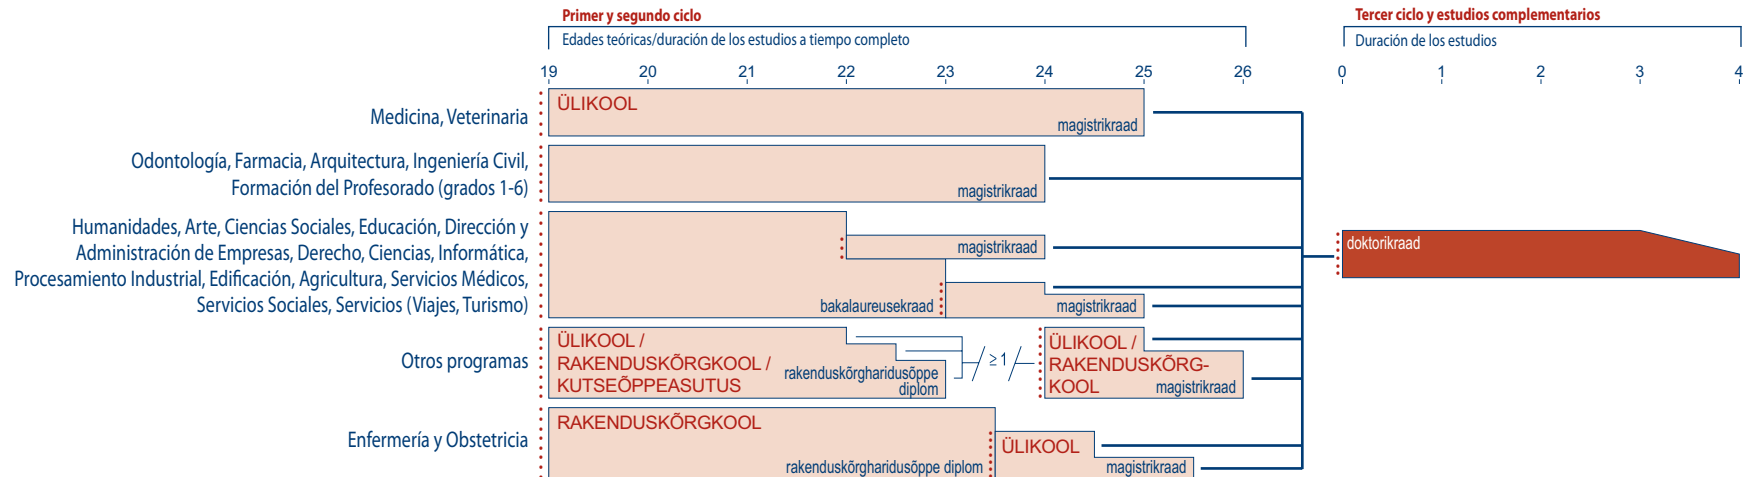 Primer y segundo ciclo
Tercer ciclo y estudios complementarios
Edades teóricas/duración de los estudios a tiempo completo
Duración de los estudios
19 20 21 22 23 24 25 26
0 1 2 3 4
Medicina, Veterinaria
ÜLIKOOL
magistrikraad
Odontología, Farmacia, Arquitectura, Ingeniería Civil,
Formación del Profesorado (grados 1-6)
magistrikraad
Humanidades, Arte, Ciencias Sociales, Educación, Dirección y
Administración de Empresas, Derecho, Ciencias, Informática,
Procesamiento Industrial, Edificación, Agricultura, Servicios Médicos,
Servicios Sociales, Servicios (Viajes, Turismo)
magistrikraad
bakalaureusekraad
magistrikraad
doktorikraad
Otros programas
ÜLIKOOL /
RAKENDUSKÕRGKOOL /
KUTSEÕPPEASUTUS
rakenduskõrgharidusõppe
diplom
≥1
ÜLIKOOL /
RAKENDUSKÕRG-
KOOL
magistrikraad
Enfermería y Obstetricia
RAKENDUSKÕRGKOOL
rakenduskõrgharidusõppe diplom
ÜLIKOOL
magistrikraad